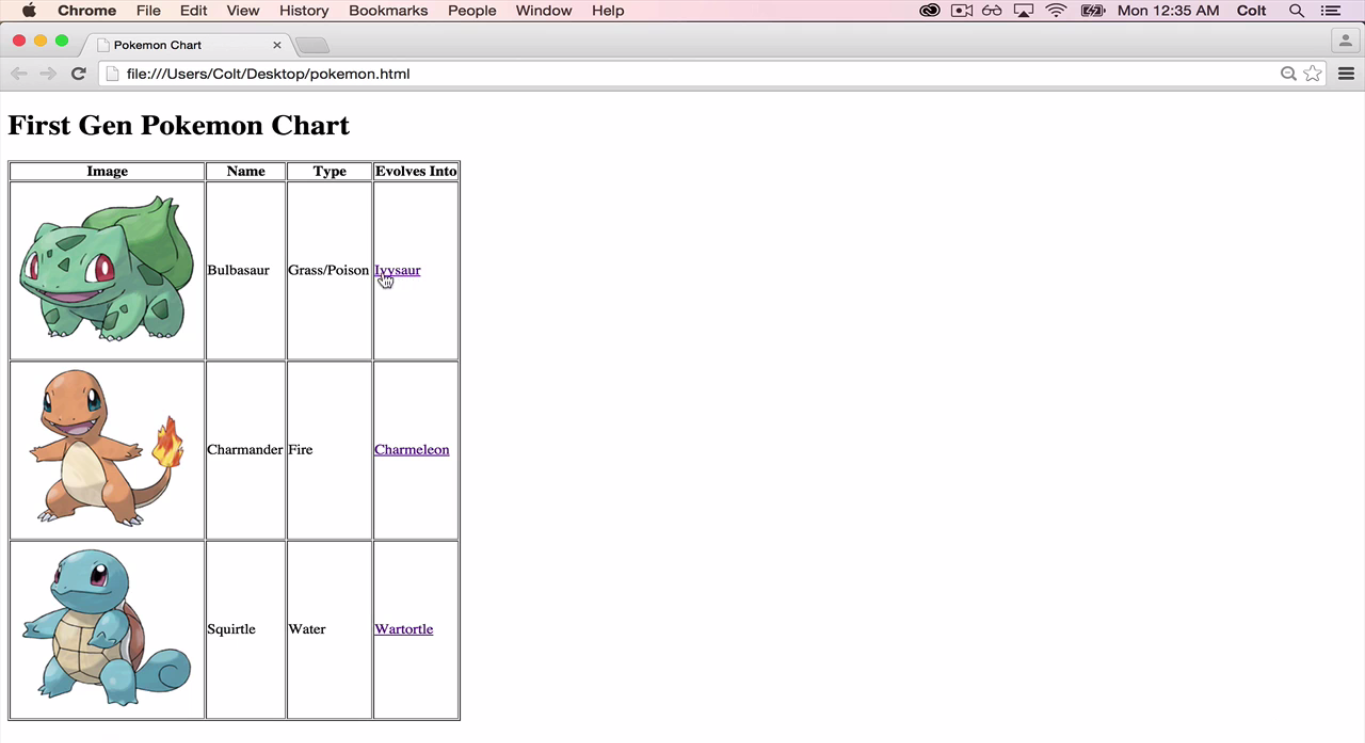 Chrome File Edit View History Bookmarks People Window Help Mon 12:35 AM Colt
Pokemon Chart
file:///Users/Colt/Desktop/pokemon.html
First Gen Pokemon Chart
Image Name Type Evolves Into
Bulbasaur Grass/Poison Ivysaur
Charmander Fire Charmeleon
Squirtle Water Wartortle